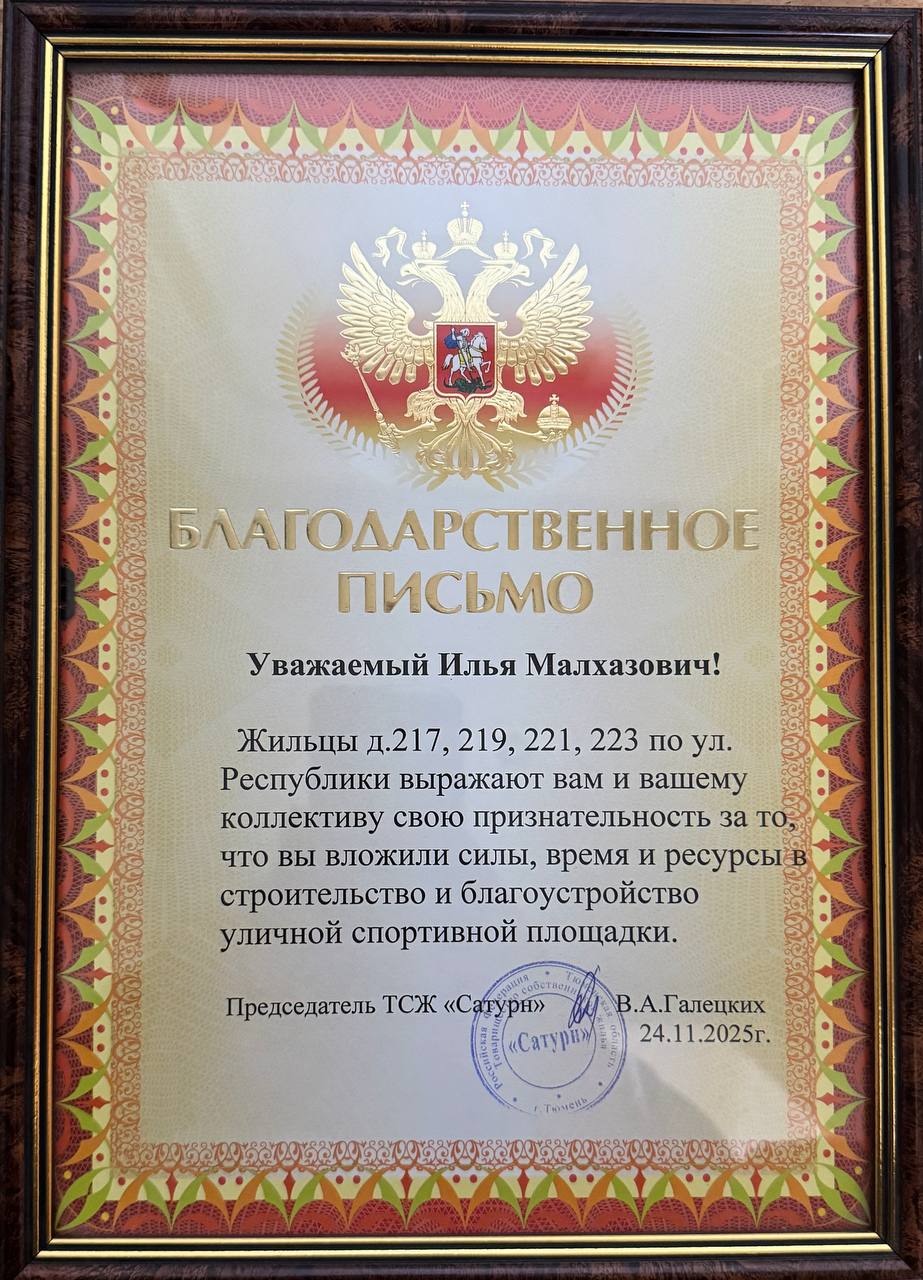 БЛАГОДАРСТВЕННОЕ
ПИСЬМО
Уважаемый Илья Малхазович!
Жильцы д.217, 219, 221, 223 по ул.
Республики выражают вам и вашему
коллективу свою признательность за то,
что вы вложили силы, время и ресурсы в
строительство и благоустройство
уличной спортивной площадки.
Председатель ТСЖ «Сатурн» В.А.Галецких
24.11.2025г.
Российская Федерация
«Сатурн»
г.Тюмень